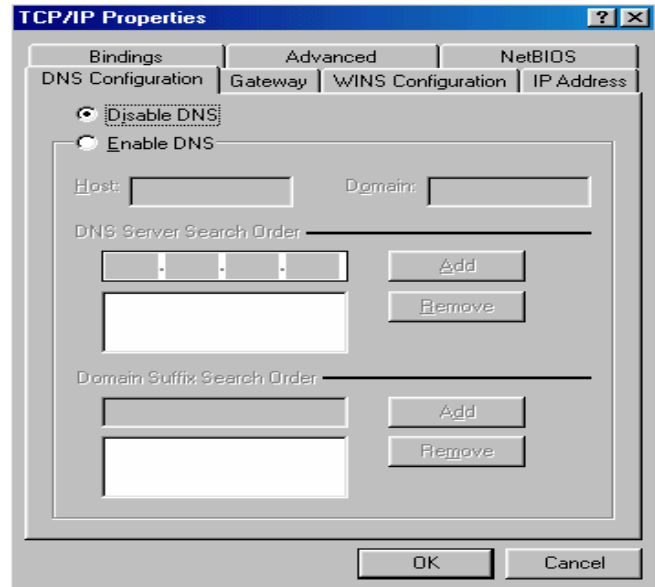 TCP/IP Properties
Bindings Advanced NetBIOS
DNS Configuration Gateway WINS Configuration IP Address
Disable DNS
Enable DNS
Host: Domain:
DNS Server Search Order
. . .
Add
Remove
Domain Suffix Search Order
Add
Remove
OK Cancel